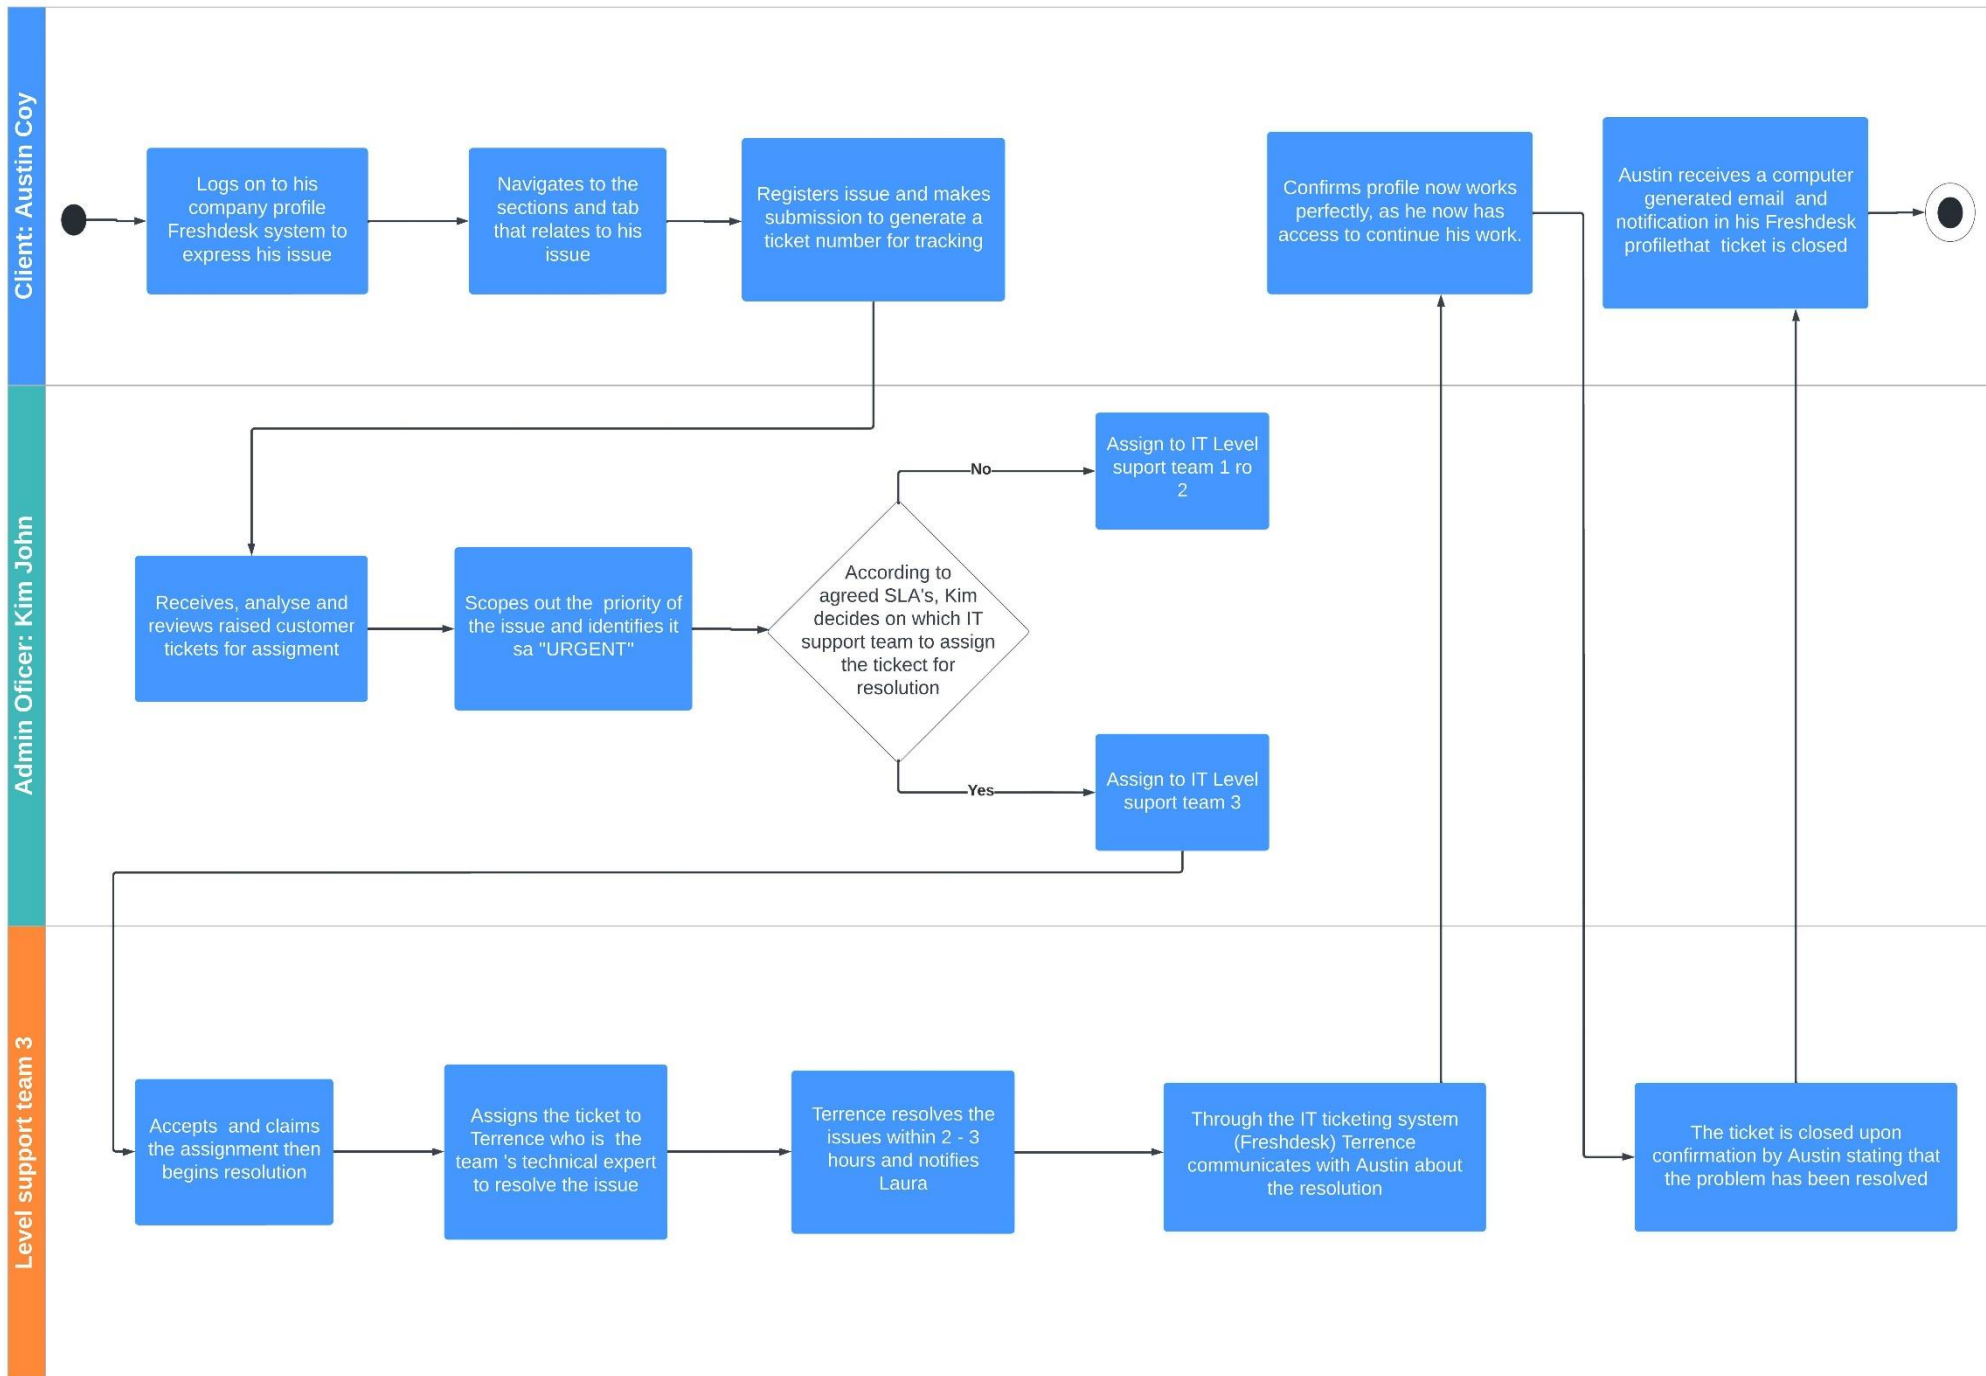 Client: Austin Coy
Logs on to his
company profile
Freshdesk system to
express his issue
Navigates to the
sections and tab
that relates to his
issue
Registers issue and makes
submission to generate a
ticket number for tracking
Confirms profile now works
perfectly, as he now has
access to continue his work.
Austin receives a computer
generated email  and
notification in his Freshdesk
profilethat  ticket is closed
Admin Oficer: Kim John
Receives, analyse and
reviews raised customer
tickets for assigment
Scopes out the  priority of
the issue and identifies it
sa "URGENT"
According to
agreed SLA's, Kim
decides on which IT
support team to assign
the tickect for
resolution
No
Assign to IT Level
suport team 1 ro
2
Yes
Assign to IT Level
suport team 3
Level support team 3
Accepts  and claims
the assignment then
begins resolution
Assigns the ticket to
Terrence who is  the
team 's technical expert
to resolve the issue
Terrence resolves the
issues within 2 - 3
hours and notifies
Laura
Through the IT ticketing system
(Freshdesk) Terrence
communicates with Austin about
the resolution
The ticket is closed upon
confirmation by Austin stating that
the problem has been resolved